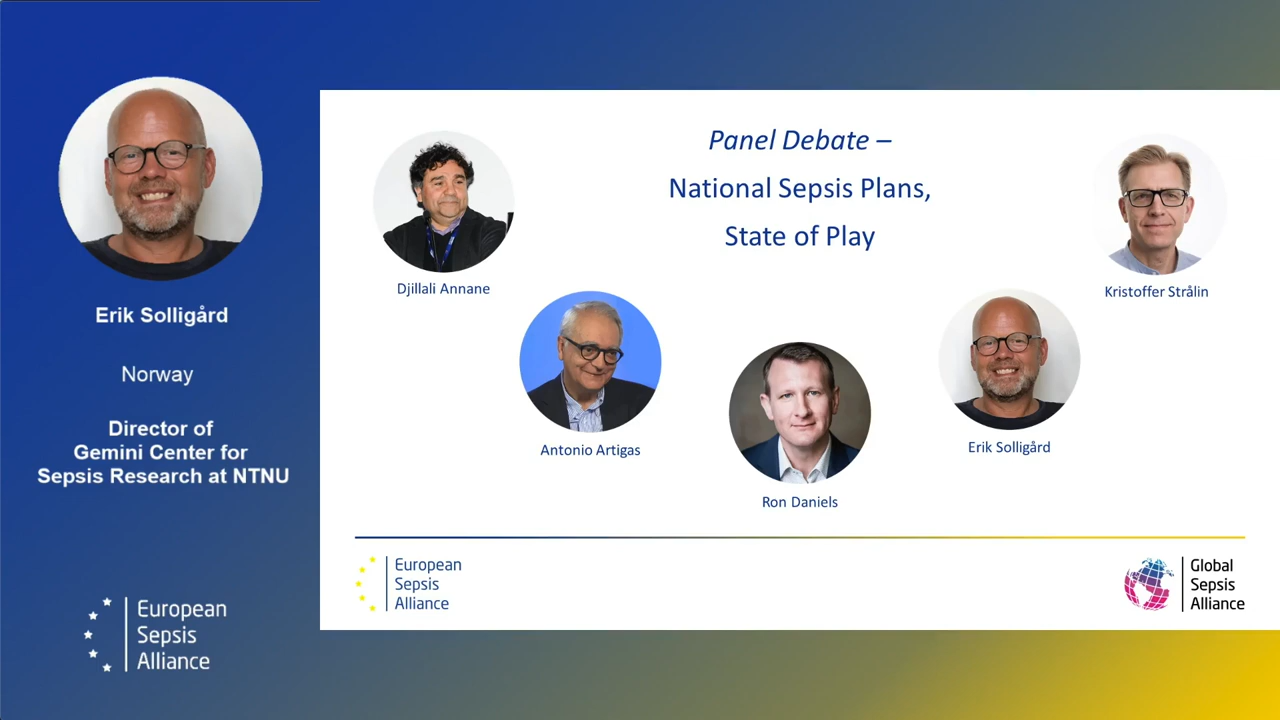 Erik Solligård
Norway
Director of
Gemini Center for
Sepsis Research at NTNU
European
Sepsis
Alliance
Panel Debate –
National Sepsis Plans,
State of Play
Djillali Annane
Antonio Artigas
Ron Daniels
Erik Solligård
Kristoffer Strålin
European
Sepsis
Alliance
Global
Sepsis
Alliance